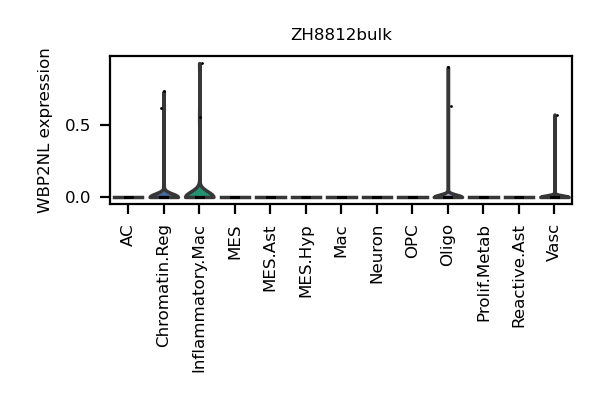 ZH8812bulk
WBP2NL expression
0.5
0.0
AC
Chromatin.Reg
Inflammatory.Mac
MES
MES.Ast
MES.Hyp
Mac
Neuron
OPC
Oligo
Prolif.Metab
Reactive.Ast
Vasc